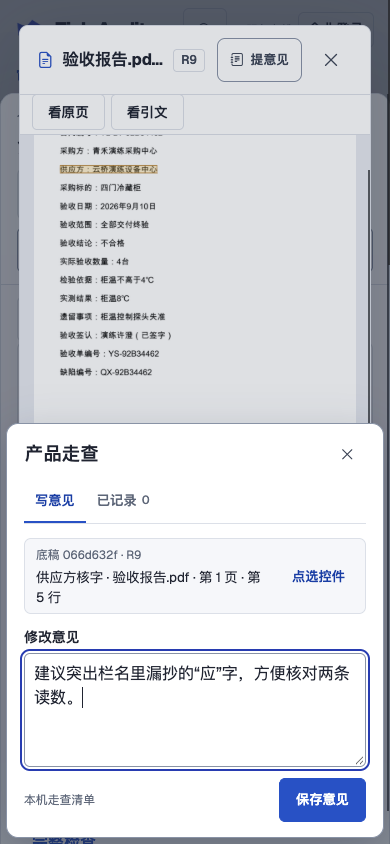 验收报告.pd...
R9
提意见
看原页
看引文
采购方：青禾演练采购中心
供应方：云桥演练设备中心
采购标的：四门冷藏柜
验收日期：2026年9月10日
验收范围：全部交付终验
验收结论：不合格
实际验收数量：4台
检验依据：柜温不高于4℃
实测结果：柜温8℃
遗留事项：柜温控制探头失准
验收签认：演练许澄（已签字）
验收单编号：YS-92B34462
缺陷编号：QX-92B34462
产品走查
写意见
已记录 0
底稿 066d632f · R9
供应方核字 · 验收报告.pdf · 第 1 页 · 第
5 行
点选控件
修改意见
建议突出栏名里漏抄的“应”字，方便核对两条
读数。
本机走查清单
保存意见